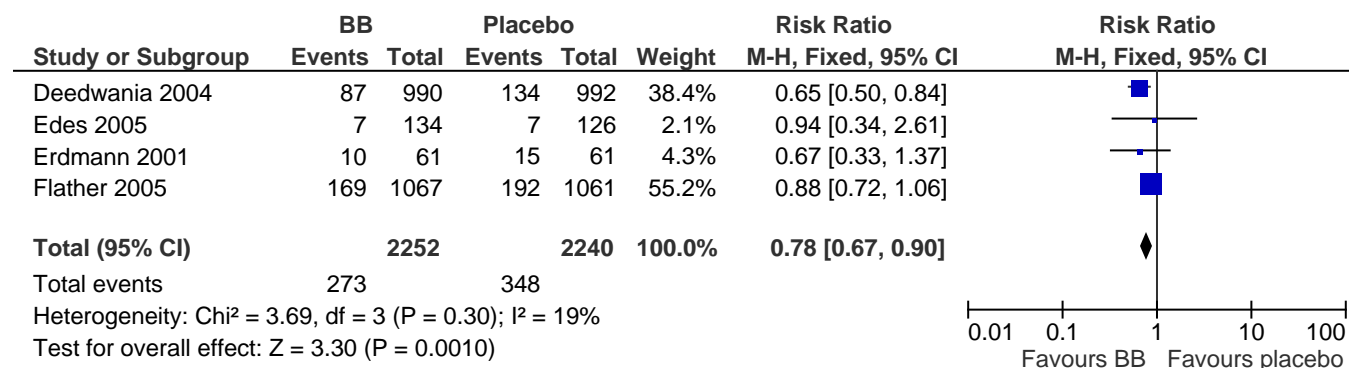 BB Placebo Risk Ratio Risk Ratio
Study or Subgroup Events Total Events Total Weight M-H, Fixed, 95% CI M-H, Fixed, 95% CI
Deedwania 2004 87 990 134 992 38.4% 0.65 [0.50, 0.84]
Edes 2005 7 134 7 126 2.1% 0.94 [0.34, 2.61]
Erdmann 2001 10 61 15 61 4.3% 0.67 [0.33, 1.37]
Flather 2005 169 1067 192 1061 55.2% 0.88 [0.72, 1.06]
Total (95% CI) 2252 2240 100.0% 0.78 [0.67, 0.90]
Total events 273 348
Heterogeneity: Chi² = 3.69, df = 3 (P = 0.30); I² = 19%
Test for overall effect: Z = 3.30 (P = 0.0010)
0.01 0.1 1 10 100
Favours BB Favours placebo